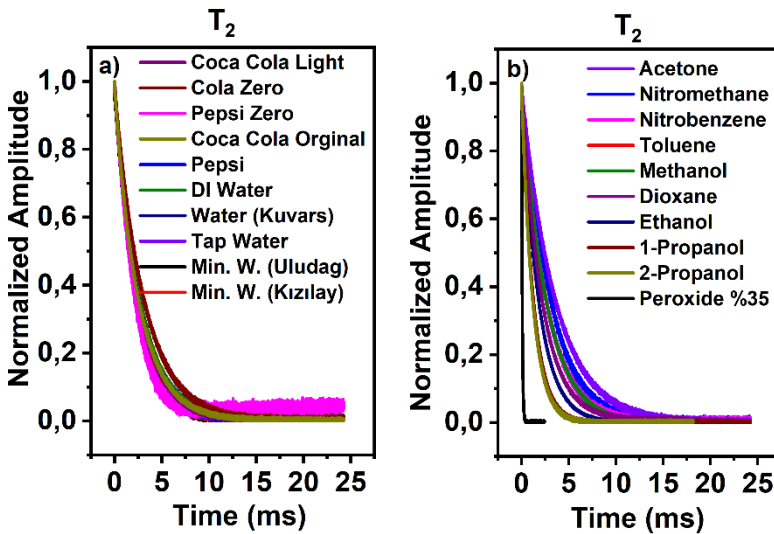 T2
a)
Coca Cola Light
Cola Zero
Pepsi Zero
Coca Cola Orginal
Pepsi
DI Water
Water (Kuvars)
Tap Water
Min. W. (Uludag)
Min. W. (Kızılay)
Normalized Amplitude
1,0
0,8
0,6
0,4
0,2
0,0
0 5 10 15 20 25
Time (ms)
T2
b)
Acetone
Nitromethane
Nitrobenzene
Toluene
Methanol
Dioxane
Ethanol
1-Propanol
2-Propanol
Peroxide %35
Normalized Amplitude
1,0
0,8
0,6
0,4
0,2
0,0
0 5 10 15 20 25
Time (ms)